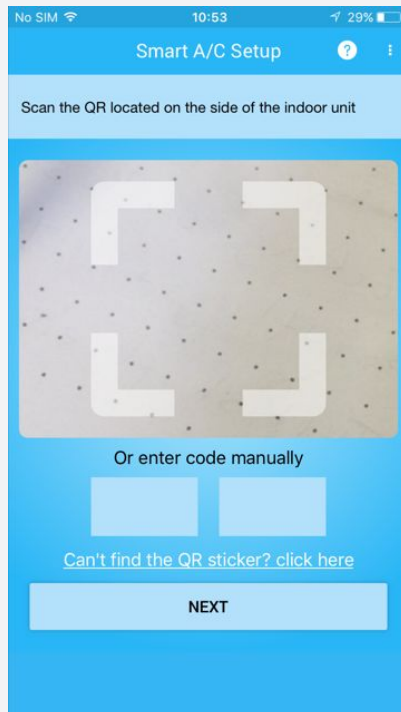 No SIM 10:53 29%
Smart A/C Setup ?
Scan the QR located on the side of the indoor unit
Or enter code manually
Can't find the QR sticker? click here
NEXT